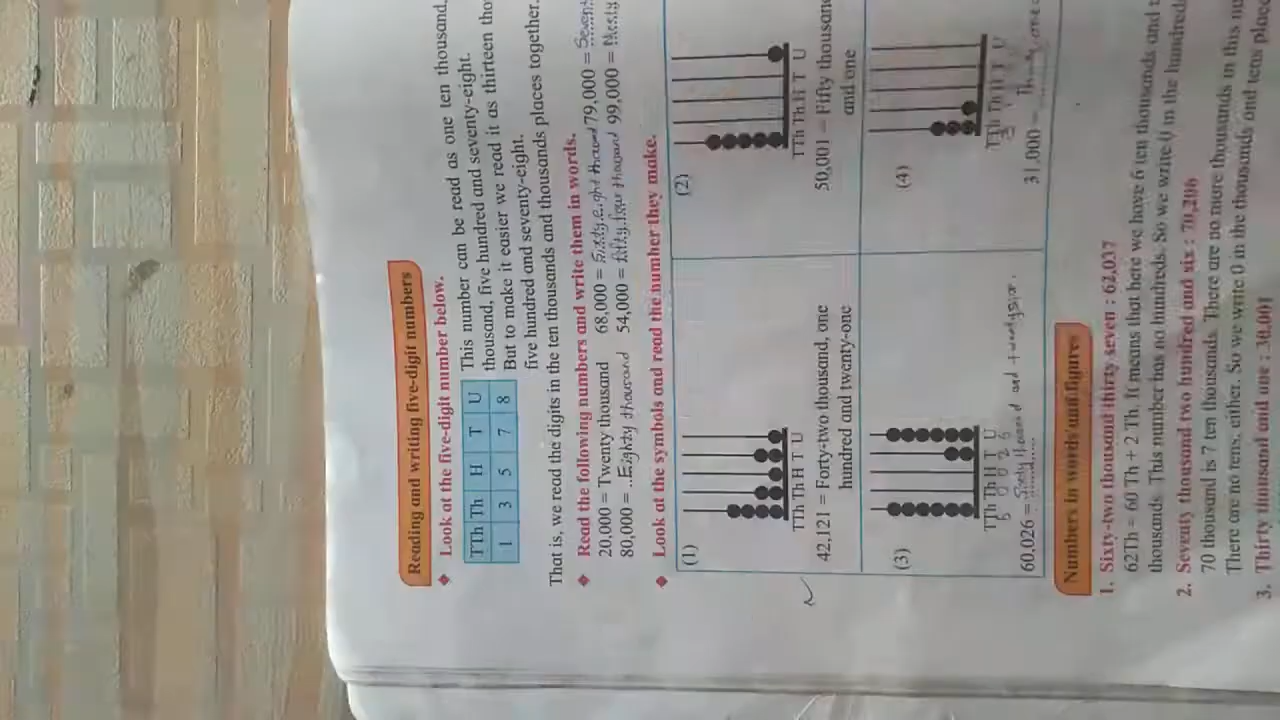 Reading and writing five-digit numbers
◆ Look at the five-digit number below.
TTh Th H T U
1 3 5 7 8
This number can be read as one ten thousand,
thousand, five hundred and seventy-eight.
But to make it easier we read it as thirteen tho
five hundred and seventy-eight.
That is, we read the digits in the ten thousands and thousands places together.
◆ Read the following numbers and write them in words.
20,000 = Twenty thousand 68,000 = Sixty eight 79,000 = Sevent
80,000 = Eighty thousand 54,000 = fifty four thousand 99,000 =
◆ Look at the symbols and read the number they make.
(1)
TTh Th H T U
42,121 = Forty-two thousand, one
hundred and twenty-one
(2)
TTh Th H T U
50,001 = Fifty thousand
and one
(3)
TTh Th H T U
6 0 0 2 6
60,026 = thousand and
(4)
TTh Th H T U
31,000 = Thirty one
Numbers in words and figures
1. Sixty-two thousand thirty seven : 62,037
62Th = 60 Th + 2 Th. It means that here we have 6 ten thousands and
thousands. This number has no hundreds. So we write 0 in the hundred
2. Seventy thousand two hundred and six : 70,206
70 thousand is 7 ten thousands. There are no more thousands in this nu
There are no tens, either. So we write 0 in the thousands and tens place
3. Thirty thousand and one : 30,001